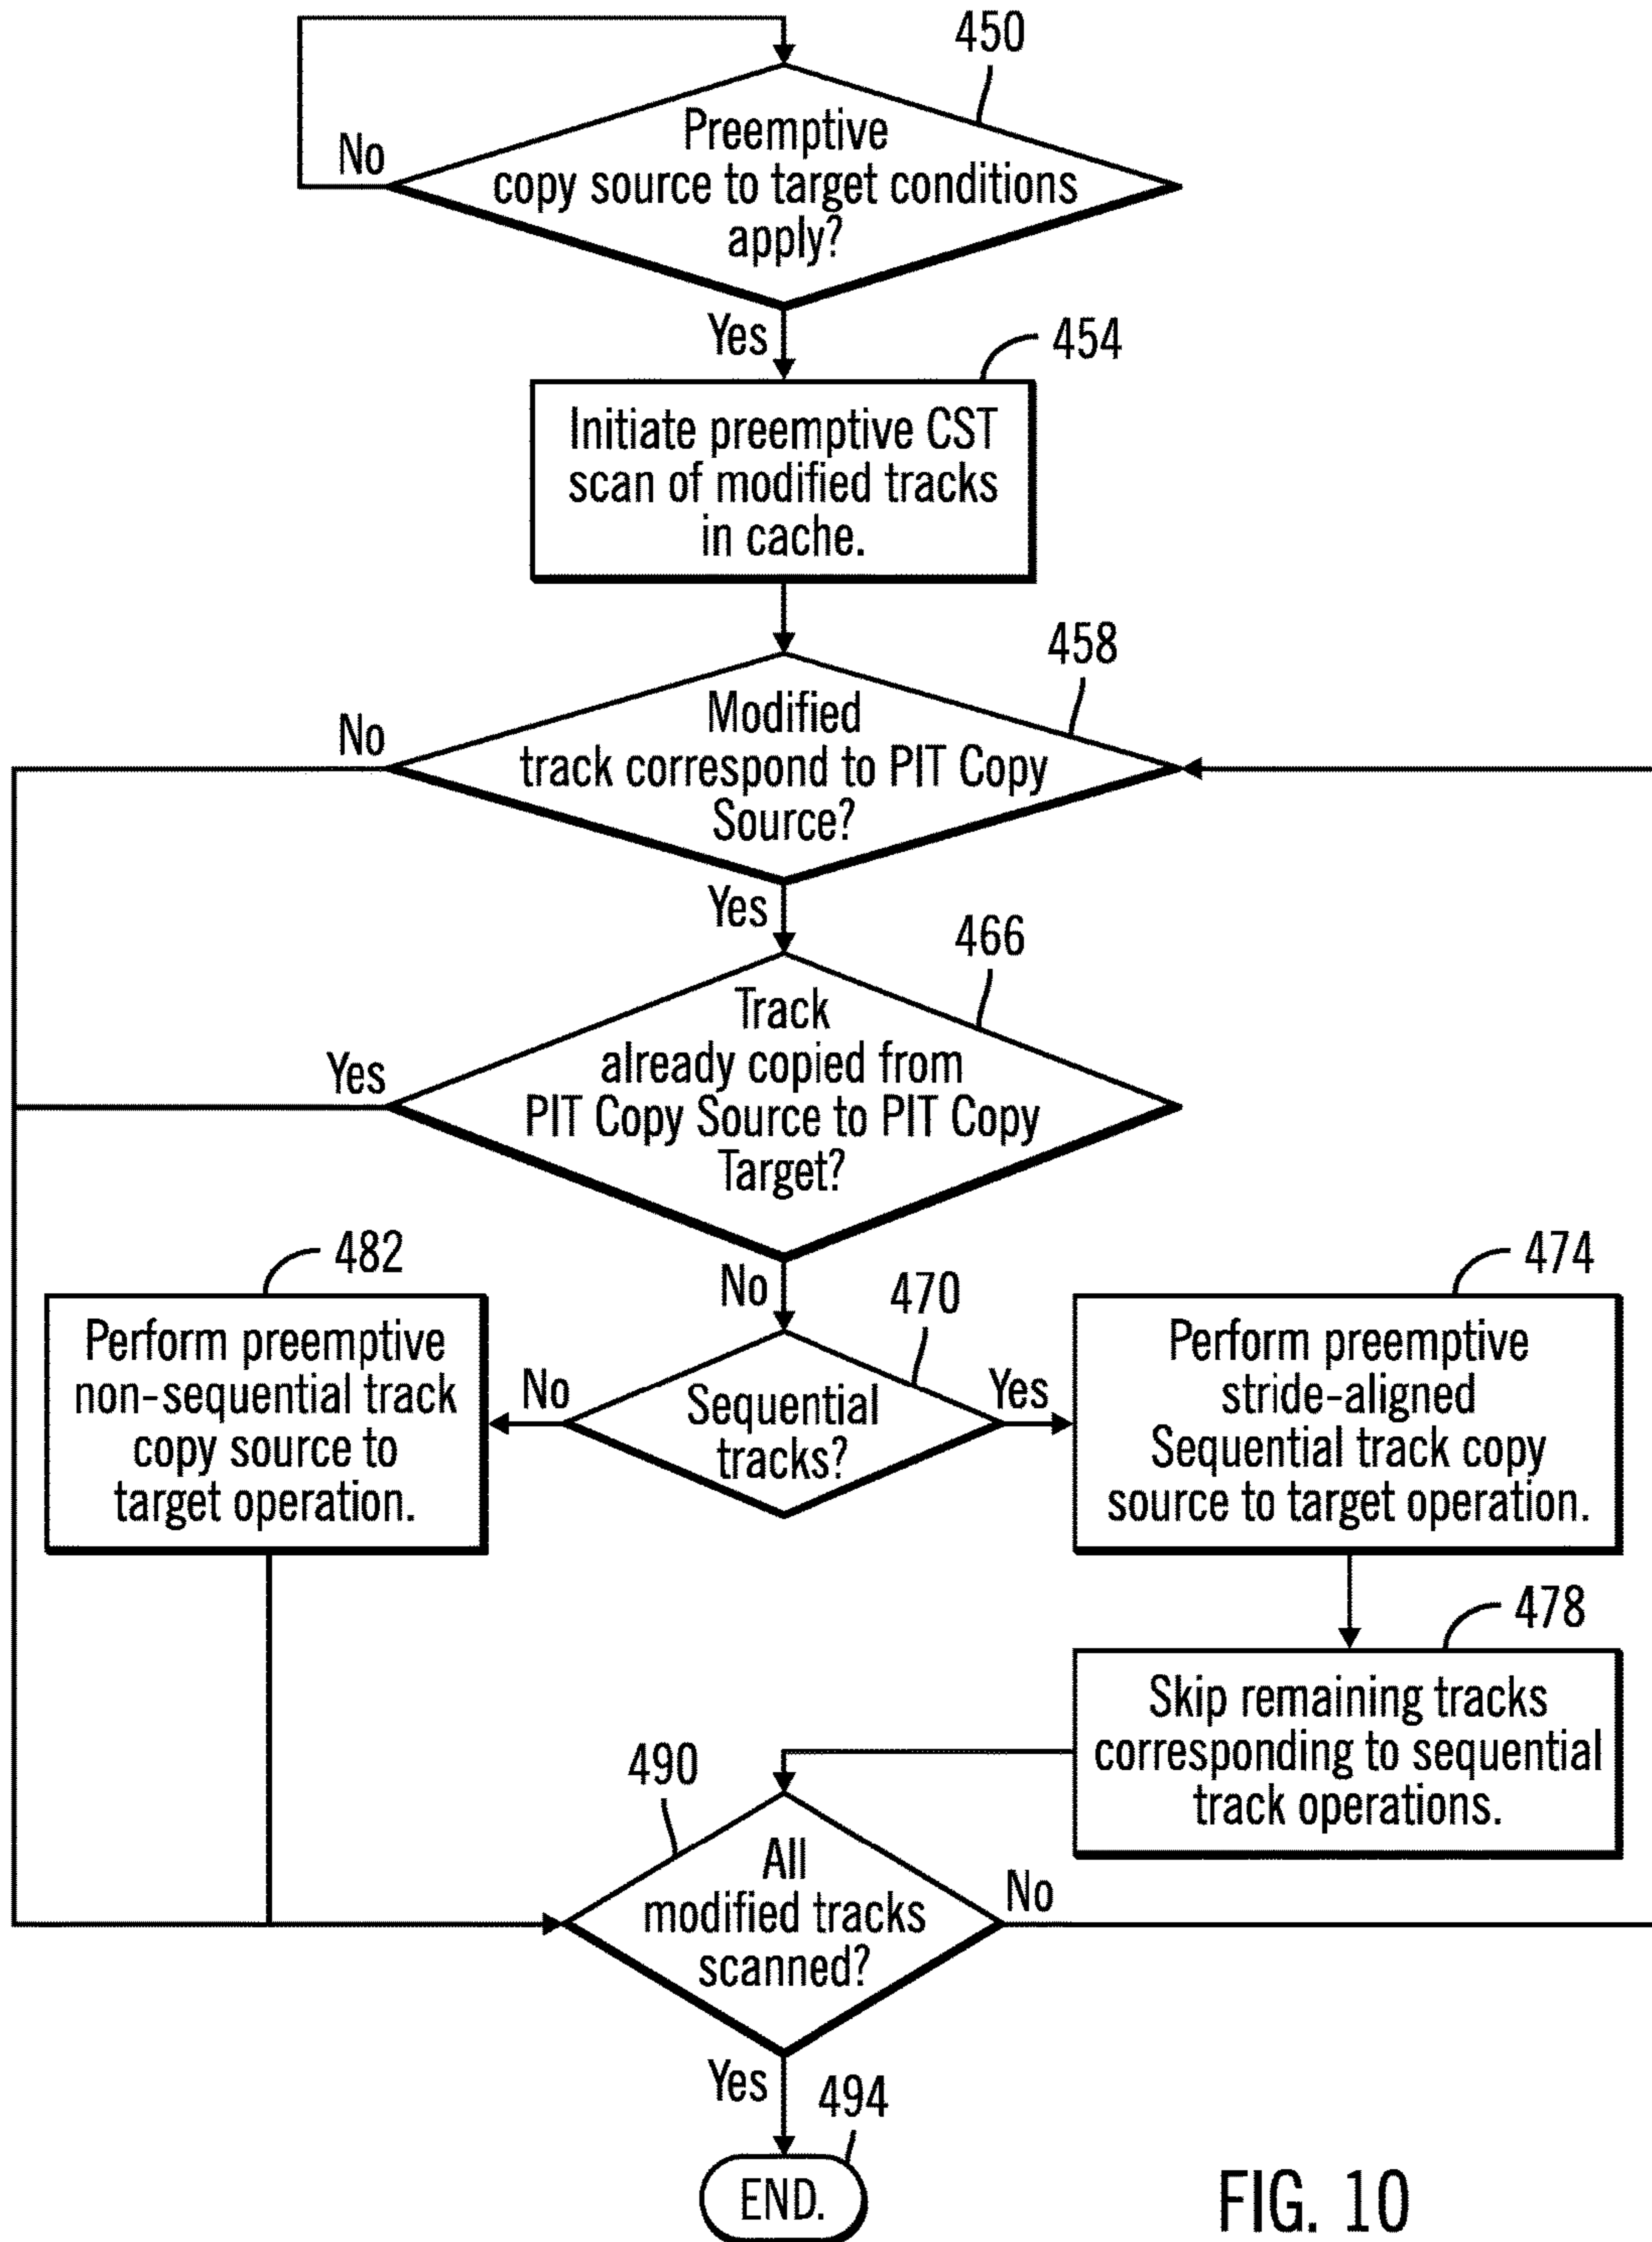 450
Preemptive
copy source to target conditions
apply?
No
Yes
454
Initiate preemptive CST
scan of modified tracks
in cache.
458
Modified
track correspond to PIT Copy
Source?
No
Yes
466
Track
already copied from
PIT Copy Source to PIT Copy
Target?
Yes
No
482
Perform preemptive
non-sequential track
copy source to
target operation.
470
Sequential
tracks?
No
Yes
474
Perform preemptive
stride-aligned
Sequential track copy
source to target operation.
478
Skip remaining tracks
corresponding to sequential
track operations.
490
All
modified tracks
scanned?
No
Yes
494
END.
FIG. 10